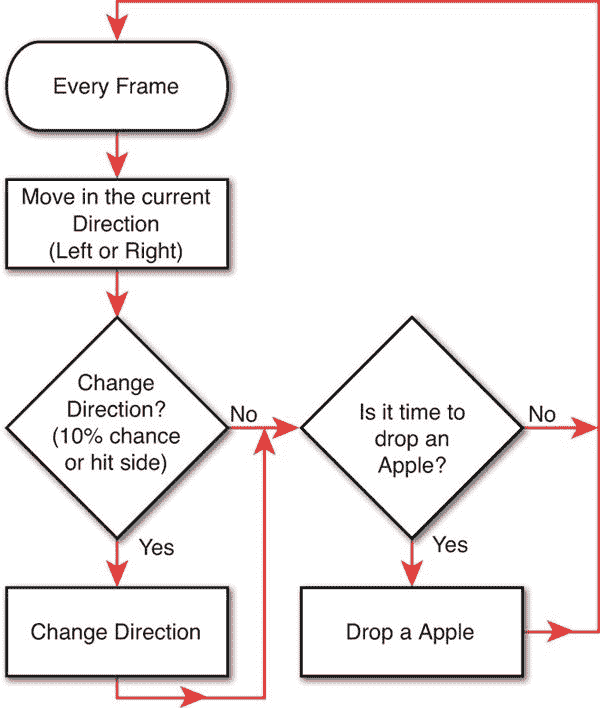 Every Frame
Move in the current
Direction
(Left or Right)
Change
Direction?
(10% chance
or hit side)
No
Yes
Change Direction
Is it time to
drop an
Apple?
No
Yes
Drop a Apple